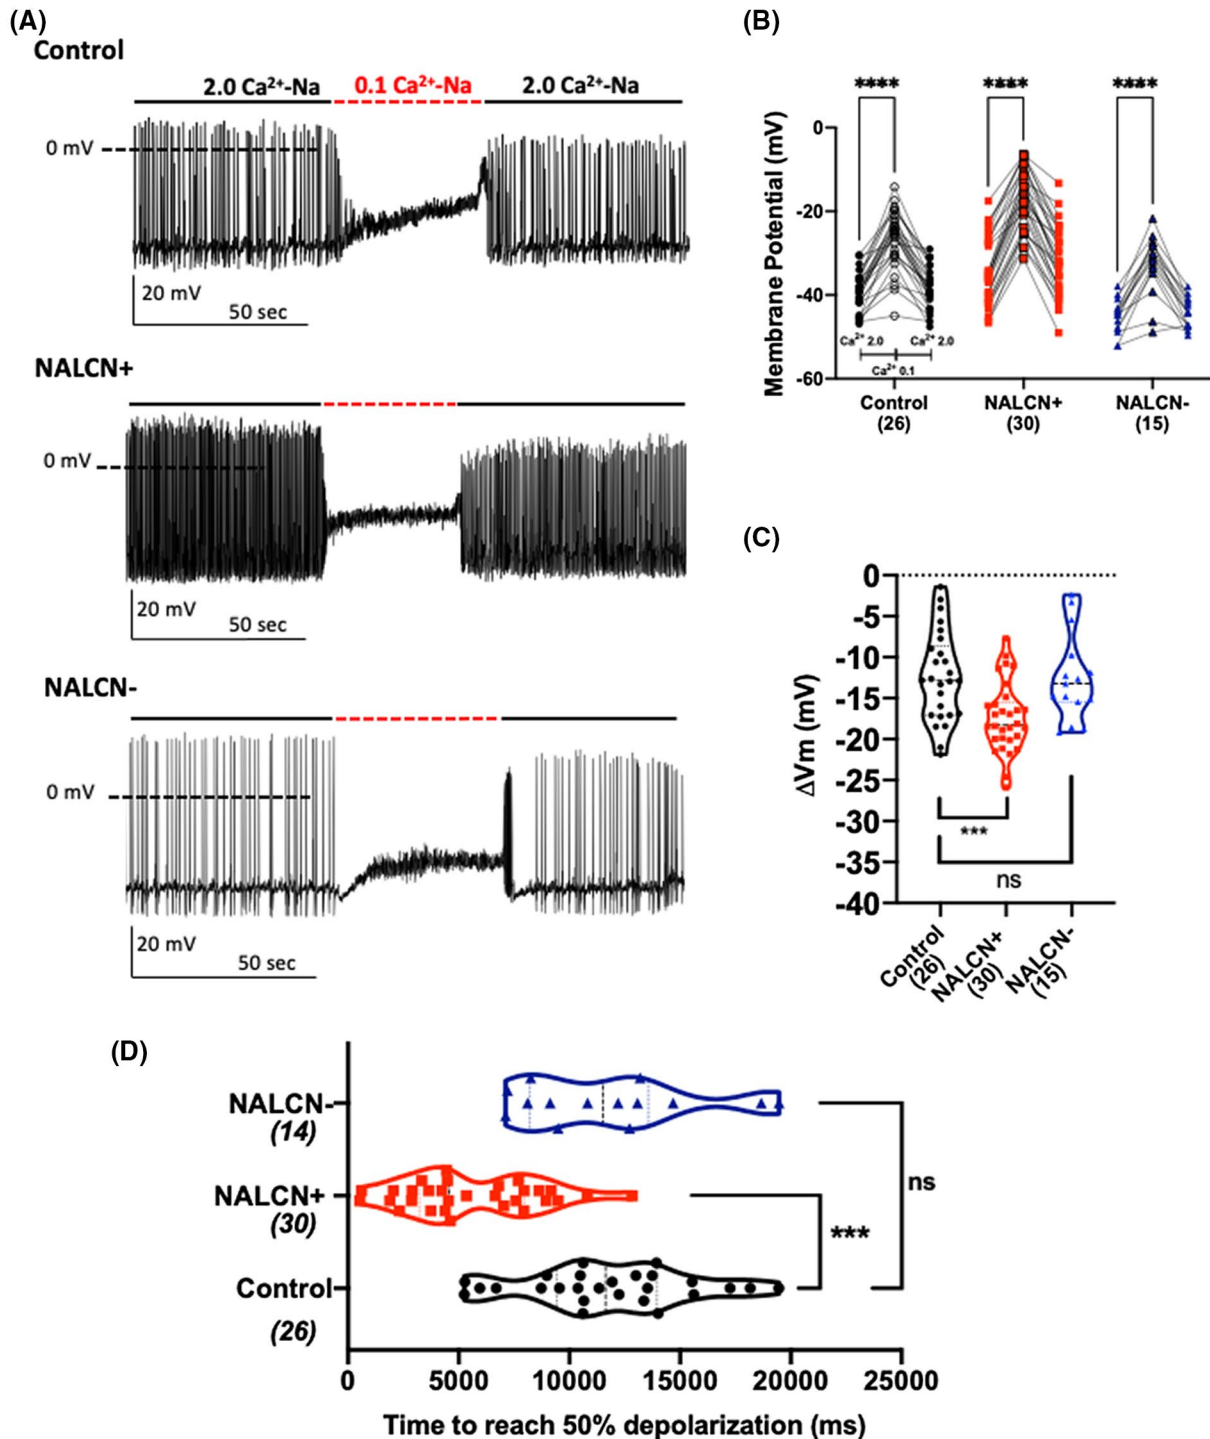 (A)
Control
2.0 Ca²⁺-Na 0.1 Ca²⁺-Na 2.0 Ca²⁺-Na
0 mV
20 mV
50 sec
NALCN+
0 mV
20 mV
50 sec
NALCN-
0 mV
20 mV
50 sec
(B)
**** **** ****
Membrane Potential (mV)
0
-20
-40
-60
Ca²⁺ 2.0 Ca²⁺ 2.0
Ca²⁺ 0.1
Control NALCN+ NALCN-
(26) (30) (15)
(C)
ΔVm (mV)
0
-5
-10
-15
-20
-25
-30
-35
-40
***
ns
Control
(26)
NALCN+
(30)
NALCN-
(15)
(D)
NALCN-
(14)
NALCN+
(30)
Control
(26)
ns
***
0 5000 10000 15000 20000 25000
Time to reach 50% depolarization (ms)